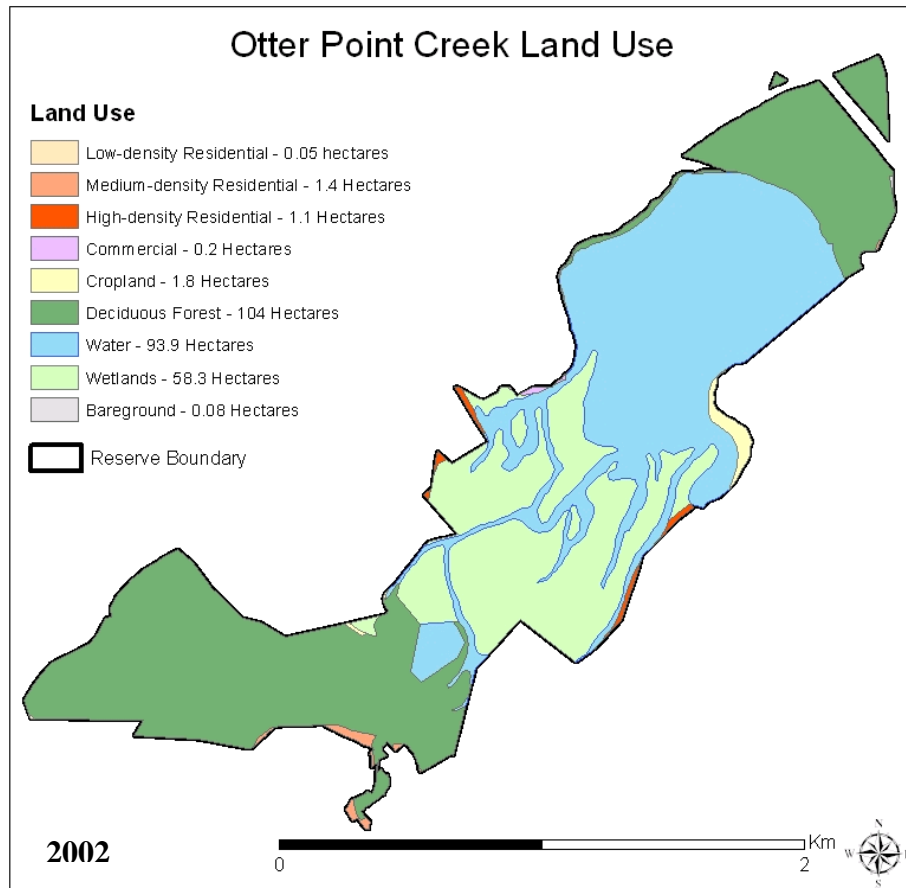 Otter Point Creek Land Use
Land Use
Low-density Residential - 0.05 hectares
Medium-density Residential - 1.4 Hectares
High-density Residential - 1.1 Hectares
Commercial - 0.2 Hectares
Cropland - 1.8 Hectares
Deciduous Forest - 104 Hectares
Water - 93.9 Hectares
Wetlands - 58.3 Hectares
Bareground - 0.08 Hectares
Reserve Boundary
2002
Km
0
2
N
W
E
S